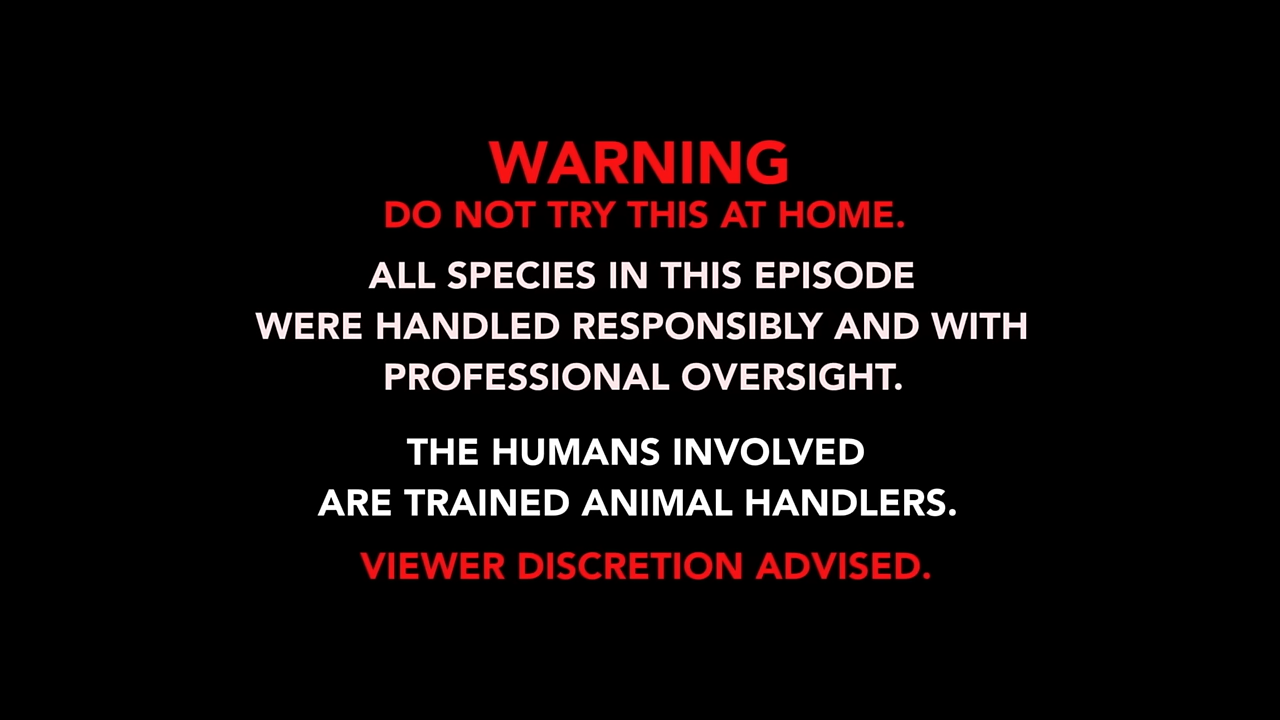 WARNING
DO NOT TRY THIS AT HOME.
ALL SPECIES IN THIS EPISODE
WERE HANDLED RESPONSIBLY AND WITH
PROFESSIONAL OVERSIGHT.
THE HUMANS INVOLVED
ARE TRAINED ANIMAL HANDLERS.
VIEWER DISCRETION ADVISED.